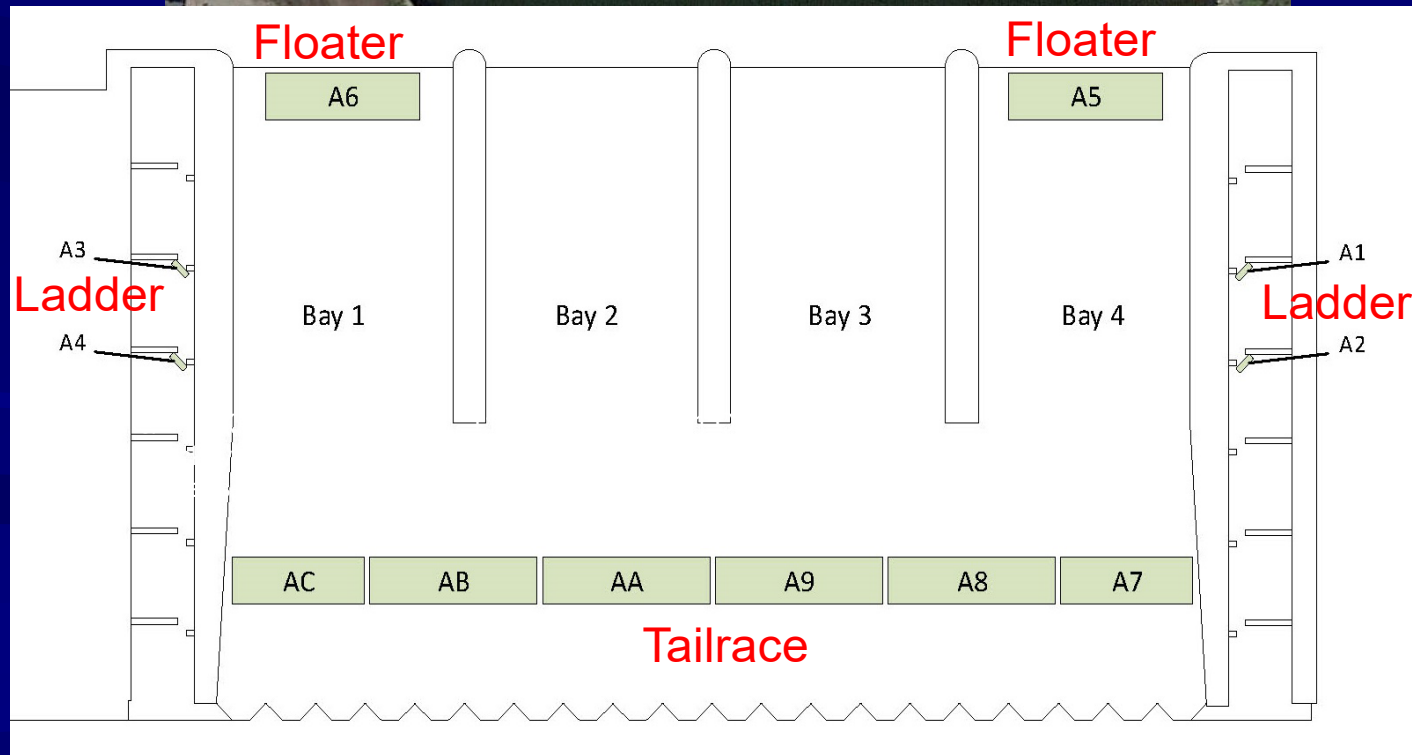 Floater
Floater
A6
A5
A3
A1
Ladder
Bay 1
Bay 2
Bay 3
Bay 4
Ladder
A4
A2
AC
AB
AA
A9
A8
A7
Tailrace